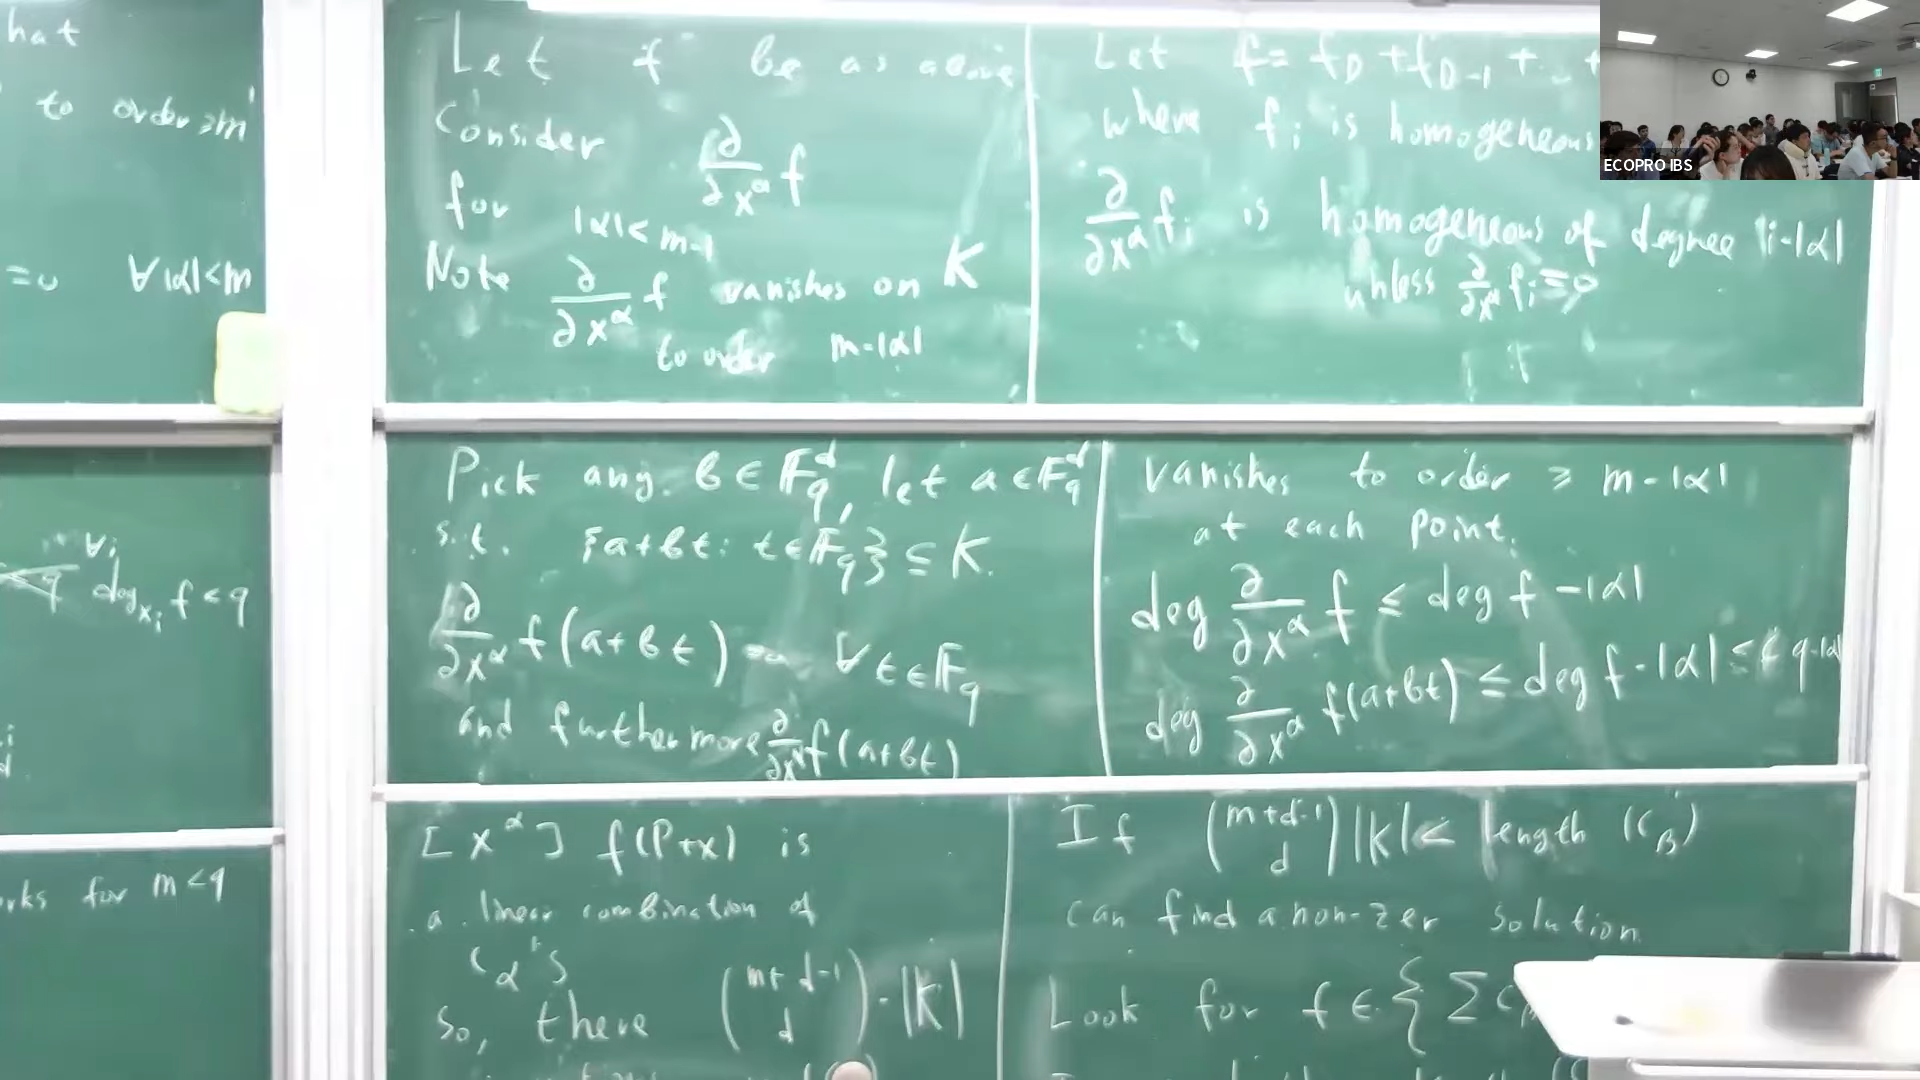 hat
to order ≥m
=0 ∀|α|<m
∀i
deg_{x_i} f < q
rks for m < q
Let f be as above
Consider ∂/∂x^α f
for |α| < m-1
Note ∂/∂x^α f vanishes on K
to order m-|α|
Let f = f_D + f_{D-1} + .. +
where f_i is homogeneous
∂/∂x^α f_i is homogeneous of degree i-|α|
unless ∂/∂x^α f_i ≡ 0
Pick any b ∈ F_q^d, let a ∈ F_q^d
s.t. {a+bt: t∈F_q} ⊆ K.
∂/∂x^α f(a+bt) = 0 ∀ t∈F_q
and furthermore ∂/∂x^α f(a+bt)
vanishes to order ≥ m-|α|
at each point.
deg ∂/∂x^α f ≤ deg f - |α|
deg ∂/∂x^α f(a+bt) ≤ deg f - |α| ≤
[x^α] f(P+x) is
a linear combination of
c_α's
so, there (m+d-1 d) · |K|
If (m+d-1 d) |K| < length (c_β)
can find a non-zer solution
Look for f ∈ { Σ c_β
ECOPRO IBS